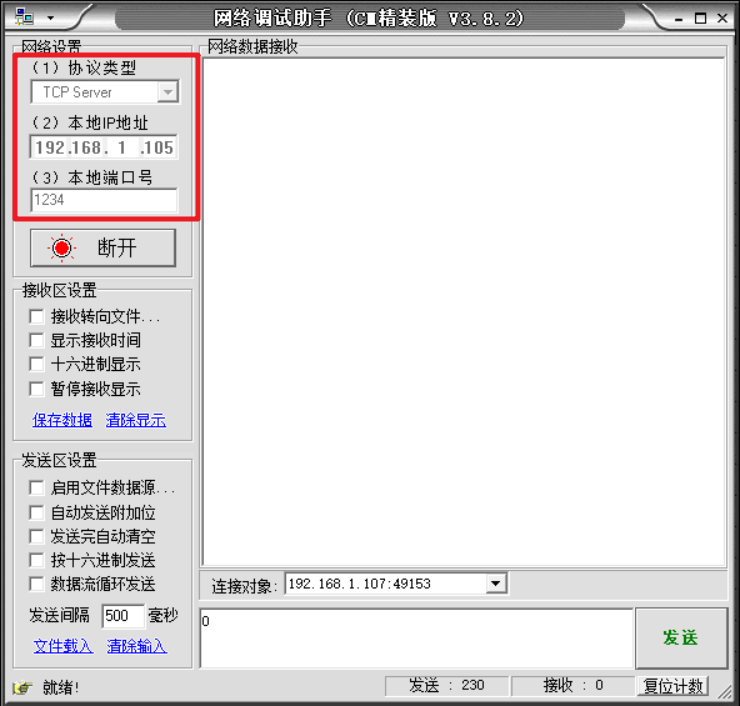 网络调试助手 (CM精装版 V3.8.2)
网络设置
(1) 协议类型
TCP Server
(2) 本地IP地址
192.168. 1 .105
(3) 本地端口号
1234
断开
接收区设置
接收转向文件...
显示接收时间
十六进制显示
暂停接收显示
保存数据 清除显示
发送区设置
启用文件数据源...
自动发送附加位
发送完自动清空
按十六进制发送
数据流循环发送
发送间隔 500 毫秒
文件载入 清除输入
网络数据接收
连接对象: 192.168.1.107:49153
0
发送
就绪!
发送 : 230
接收 : 0
复位计数